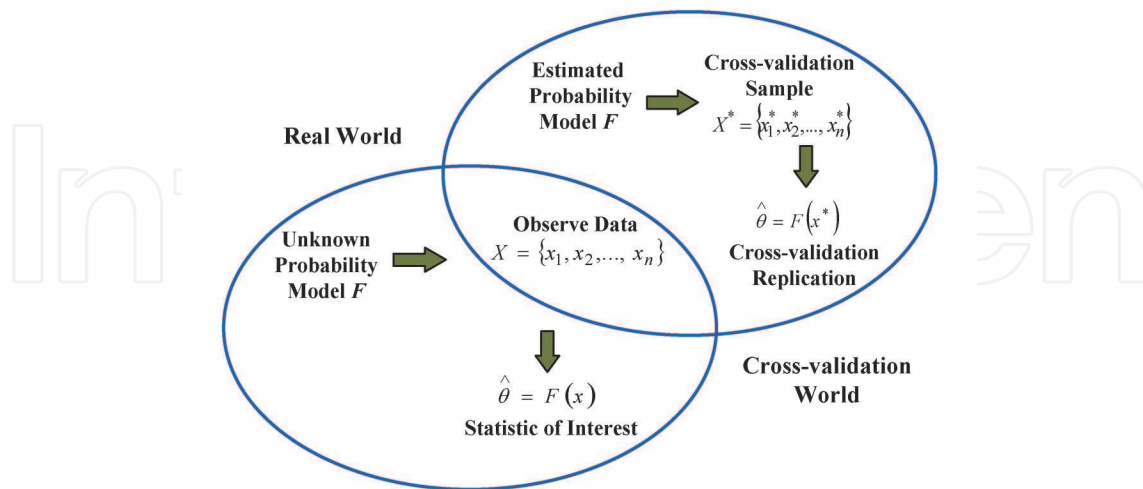 Real World
Estimated
Probability
Model F
Cross-validation
Sample
X* = {x₁*, x₂*,..., xₙ*}
θ̂ = F(x*)
Cross-validation
Replication
Unknown
Probability
Model F
Observe Data
X = {x₁, x₂,..., xₙ}
θ̂ = F(x)
Statistic of Interest
Cross-validation
World